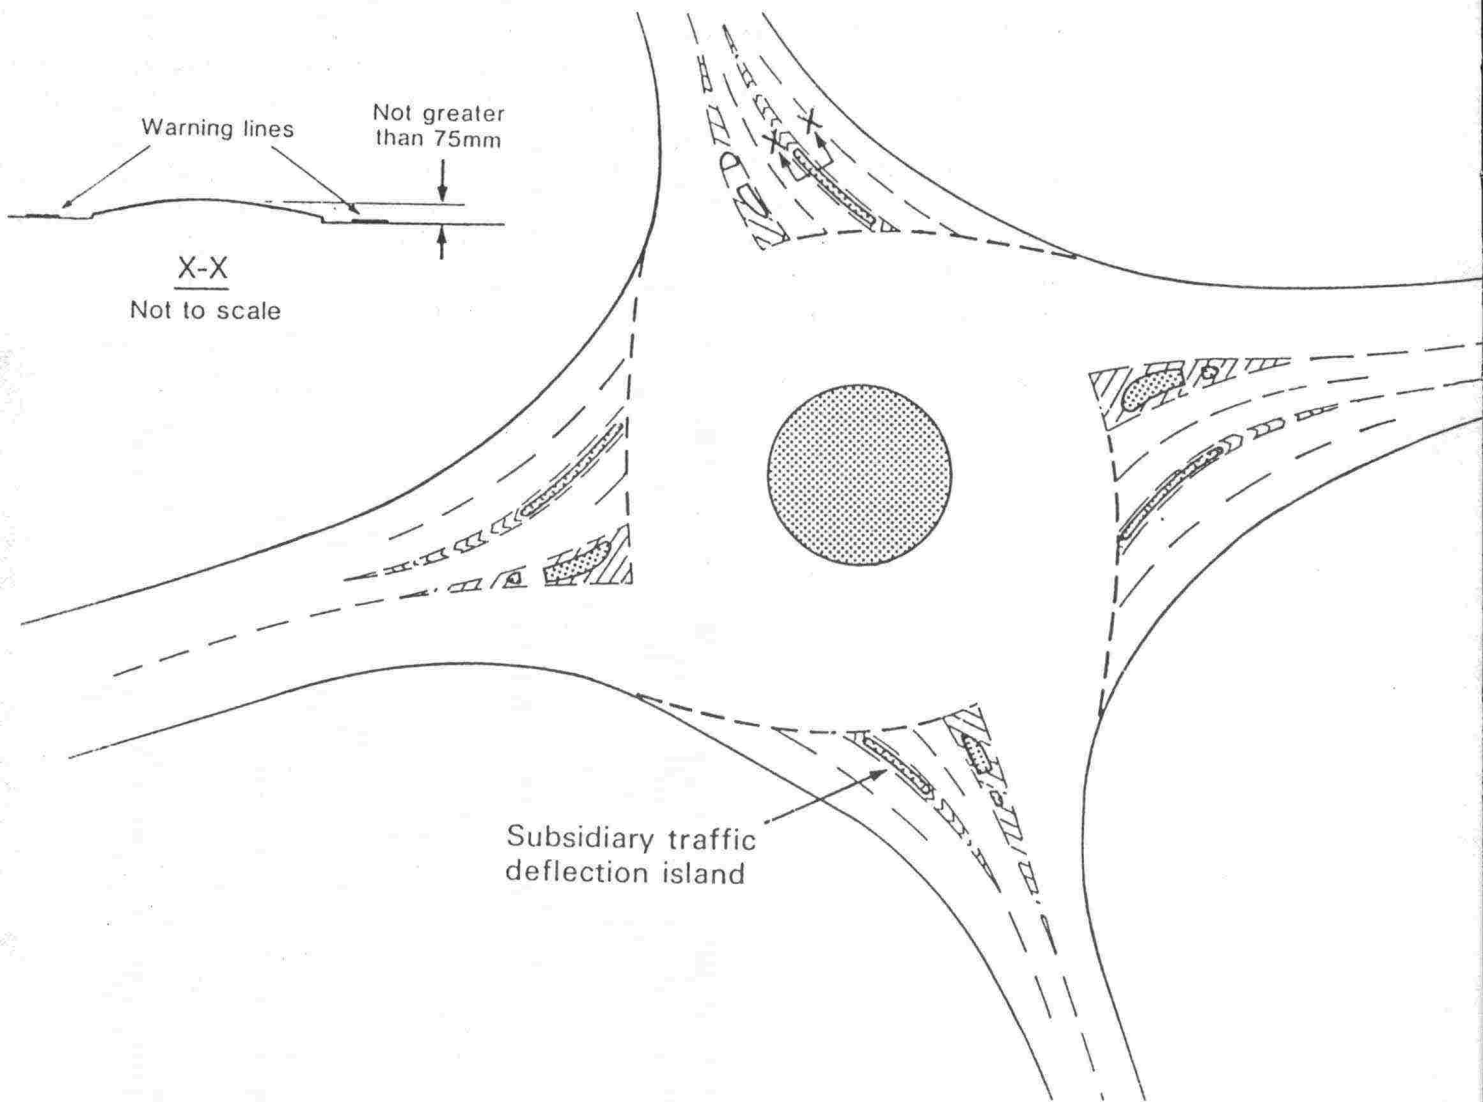 Warning lines
Not greater
than 75mm
X-X
Not to scale
X
X
Subsidiary traffic
deflection island